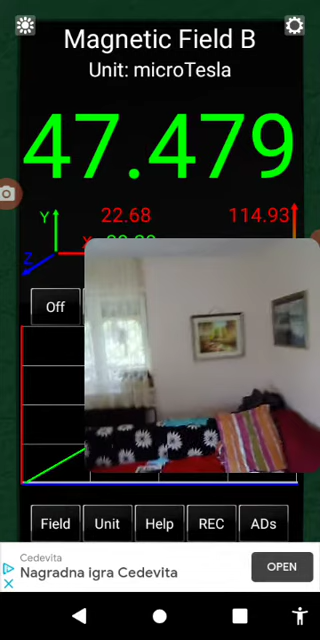 Magnetic Field B
Unit: microTesla
47.479
Y
22.68
114.93
X
Z
Off
Field
Unit
Help
REC
ADs
Cedevita
Nagradna igra Cedevita
OPEN